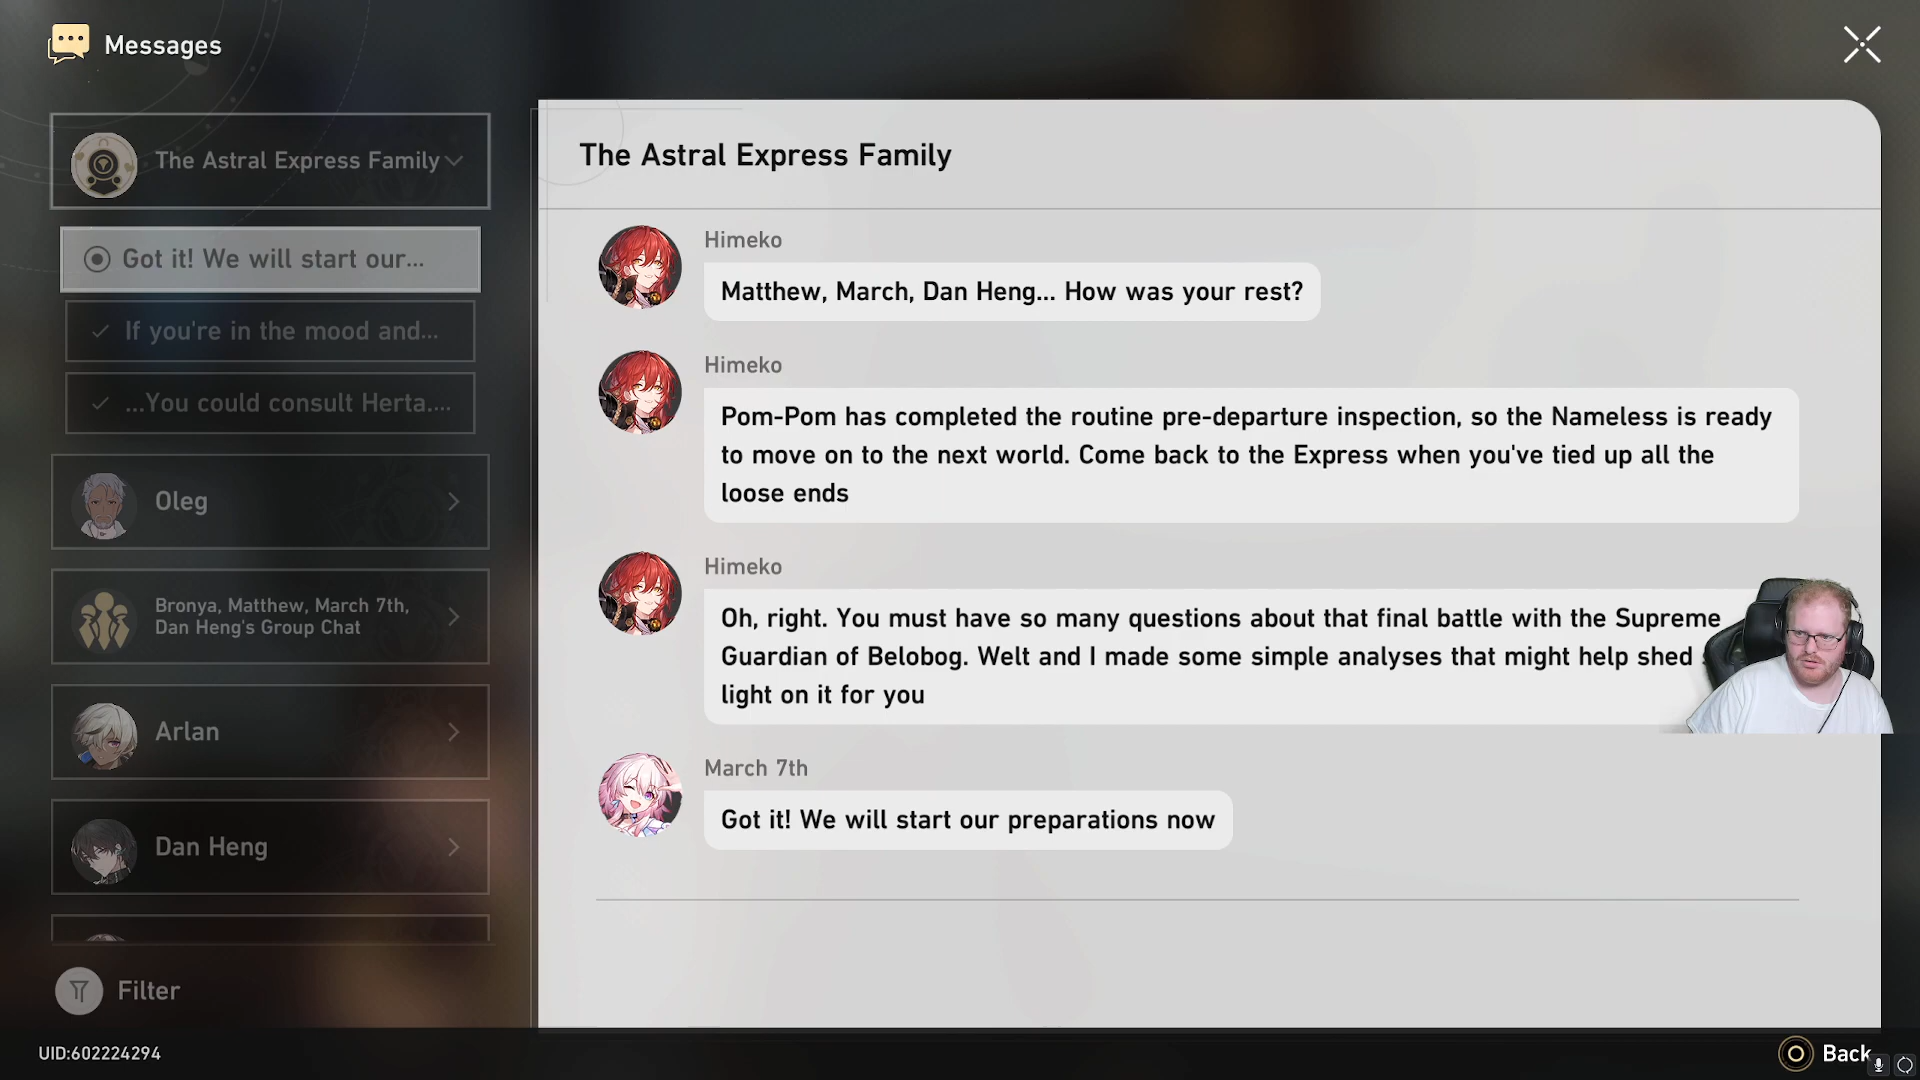 Messages
The Astral Express Family
Got it! We will start our...
If you're in the mood and...
...You could consult Herta....
Oleg
Bronya, Matthew, March 7th,
Dan Heng's Group Chat
Arlan
Dan Heng
Filter
UID:602224294
The Astral Express Family
Himeko
Matthew, March, Dan Heng... How was your rest?
Himeko
Pom-Pom has completed the routine pre-departure inspection, so the Nameless is ready
to move on to the next world. Come back to the Express when you've tied up all the
loose ends
Himeko
Oh, right. You must have so many questions about that final battle with the Supreme
Guardian of Belobog. Welt and I made some simple analyses that might help shed
light on it for you
March 7th
Got it! We will start our preparations now
Back